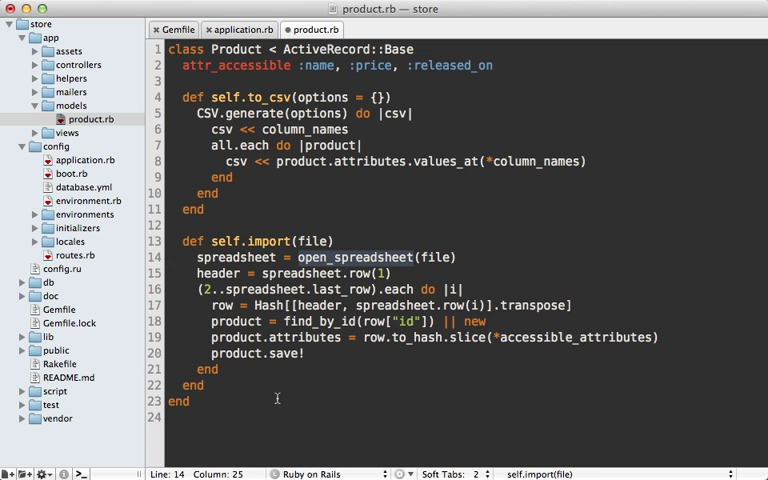 product.rb — store
store
app
assets
controllers
helpers
mailers
models
product.rb
views
config
application.rb
boot.rb
database.yml
environment.rb
environments
initializers
locales
routes.rb
config.ru
db
doc
Gemfile
Gemfile.lock
lib
public
Rakefile
README.md
script
test
vendor
Gemfile application.rb product.rb
1 class Product < ActiveRecord::Base
2 attr_accessible :name, :price, :released_on
3
4 def self.to_csv(options = {})
5 CSV.generate(options) do |csv|
6 csv << column_names
7 all.each do |product|
8 csv << product.attributes.values_at(*column_names)
9 end
10 end
11 end
12
13 def self.import(file)
14 spreadsheet = open_spreadsheet(file)
15 header = spreadsheet.row(1)
16 (2..spreadsheet.last_row).each do |i|
17 row = Hash[[header, spreadsheet.row(i)].transpose]
18 product = find_by_id(row["id"]) || new
19 product.attributes = row.to_hash.slice(*accessible_attributes)
20 product.save!
21 end
22 end
23 end
24
Line: 14 Column: 25 Ruby on Rails Soft Tabs: 2 self.import(file)